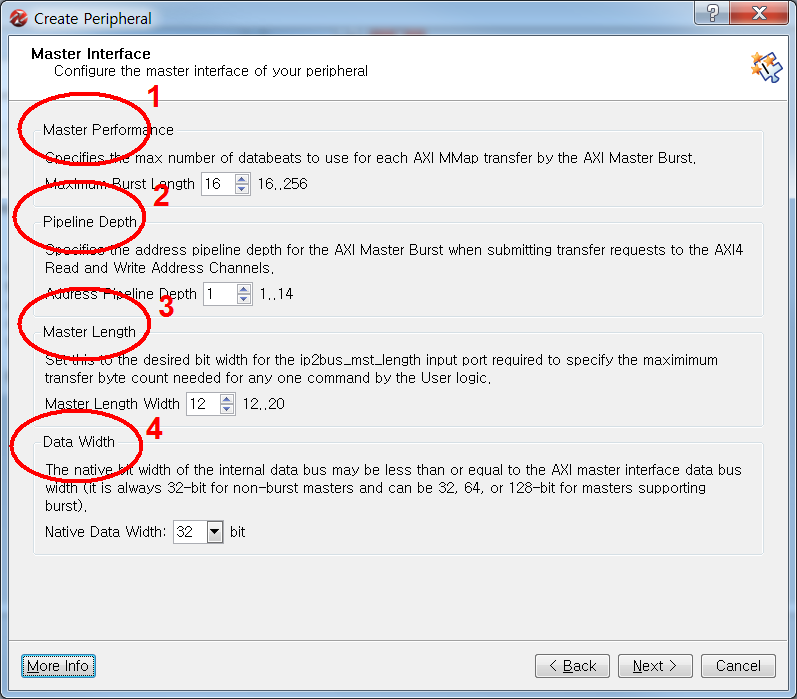 Create Peripheral
Master Interface
Configure the master interface of your peripheral
1
Master Performance
Specifies the max number of databeats to use for each AXI MMap transfer by the AXI Master Burst.
Maximum Burst Length 16 16..256
2
Pipeline Depth
Specifies the address pipeline depth for the AXI Master Burst when submitting transfer requests to the AXI4
Read and Write Address Channels.
Address Pipeline Depth 1 1..14
3
Master Length
Set this to the desired bit width for the ip2bus_mst_length input port required to specify the maximimum
transfer byte count needed for any one command by the User logic.
Master Length Width 12 12..20
4
Data Width
The native bit width of the internal data bus may be less than or equal to the AXI master interface data bus
width (it is always 32-bit for non-burst masters and can be 32, 64, or 128-bit for masters supporting
burst).
Native Data Width: 32 bit
More Info < Back Next > Cancel